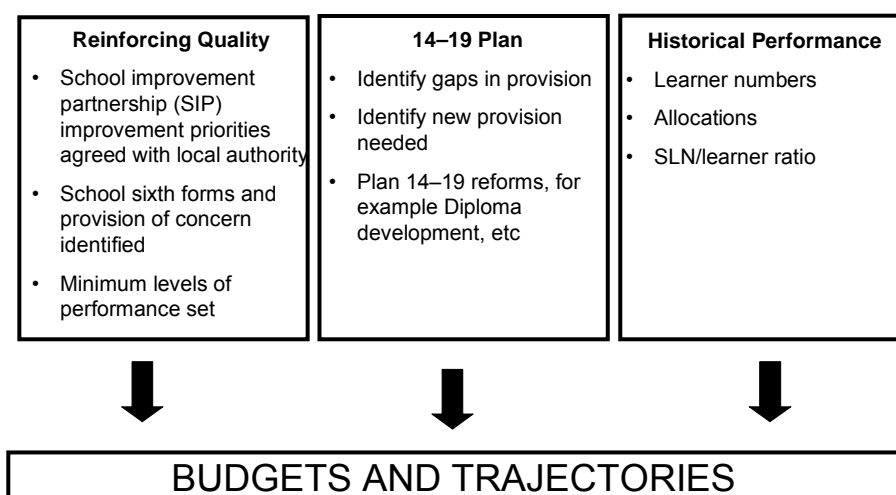 Reinforcing Quality
• School improvement
partnership (SIP)
improvement priorities
agreed with local authority
• School sixth forms and
provision of concern
identified
• Minimum levels of
performance set
14–19 Plan
• Identify gaps in provision
• Identify new provision
needed
• Plan 14–19 reforms, for
example Diploma
development, etc
Historical Performance
• Learner numbers
• Allocations
• SLN/learner ratio
BUDGETS AND TRAJECTORIES